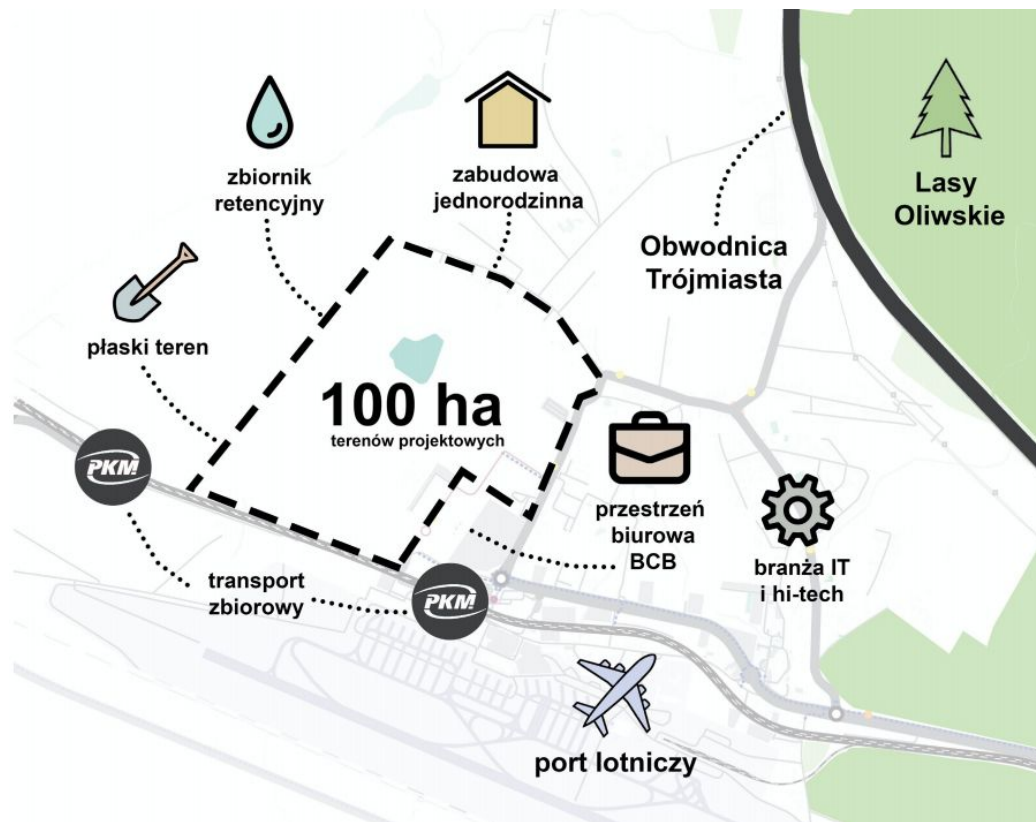 zbiornik
retencyjny
zabudowa
jednorodzinna
Lasy
Oliwskie
Obwodnica
Trójmiasta
płaski teren
100 ha
terenów projektowych
PKM
przestrzeń
biurowa
BCB
branża IT
i hi-tech
transport
zbiorowy
PKM
port lotniczy